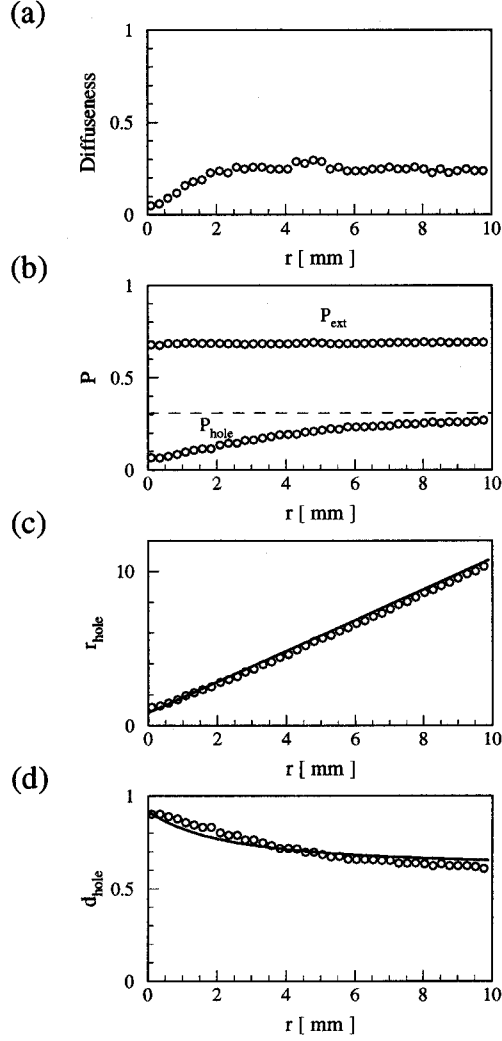 (a)
1
Diffuseness
0.5
0
0 2 4 6 8 10
r [ mm ]
(b)
1
P_ext
P
0.5
P_hole
0
0 2 4 6 8 10
r [ mm ]
(c)
10
r_hole
0
0 2 4 6 8 10
r [ mm ]
(d)
1
d_hole
0.5
0
0 2 4 6 8 10
r [ mm ]